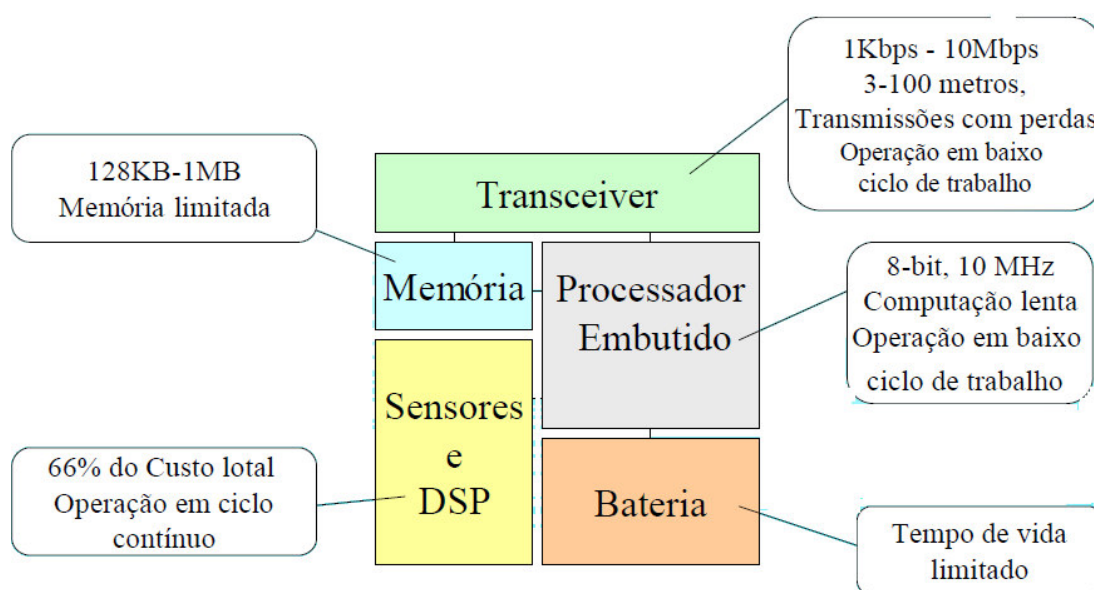 1Kbps - 10Mbps
3-100 metros,
Transmissões com perdas
Operação em baixo
ciclo de trabalho
128KB-1MB
Memória limitada
Transceiver
Memória
Processador
Embutido
8-bit, 10 MHz
Computação lenta
Operação em baixo
ciclo de trabalho
Sensores
e
DSP
66% do Custo lotal
Operação em ciclo
contínuo
Bateria
Tempo de vida
limitado